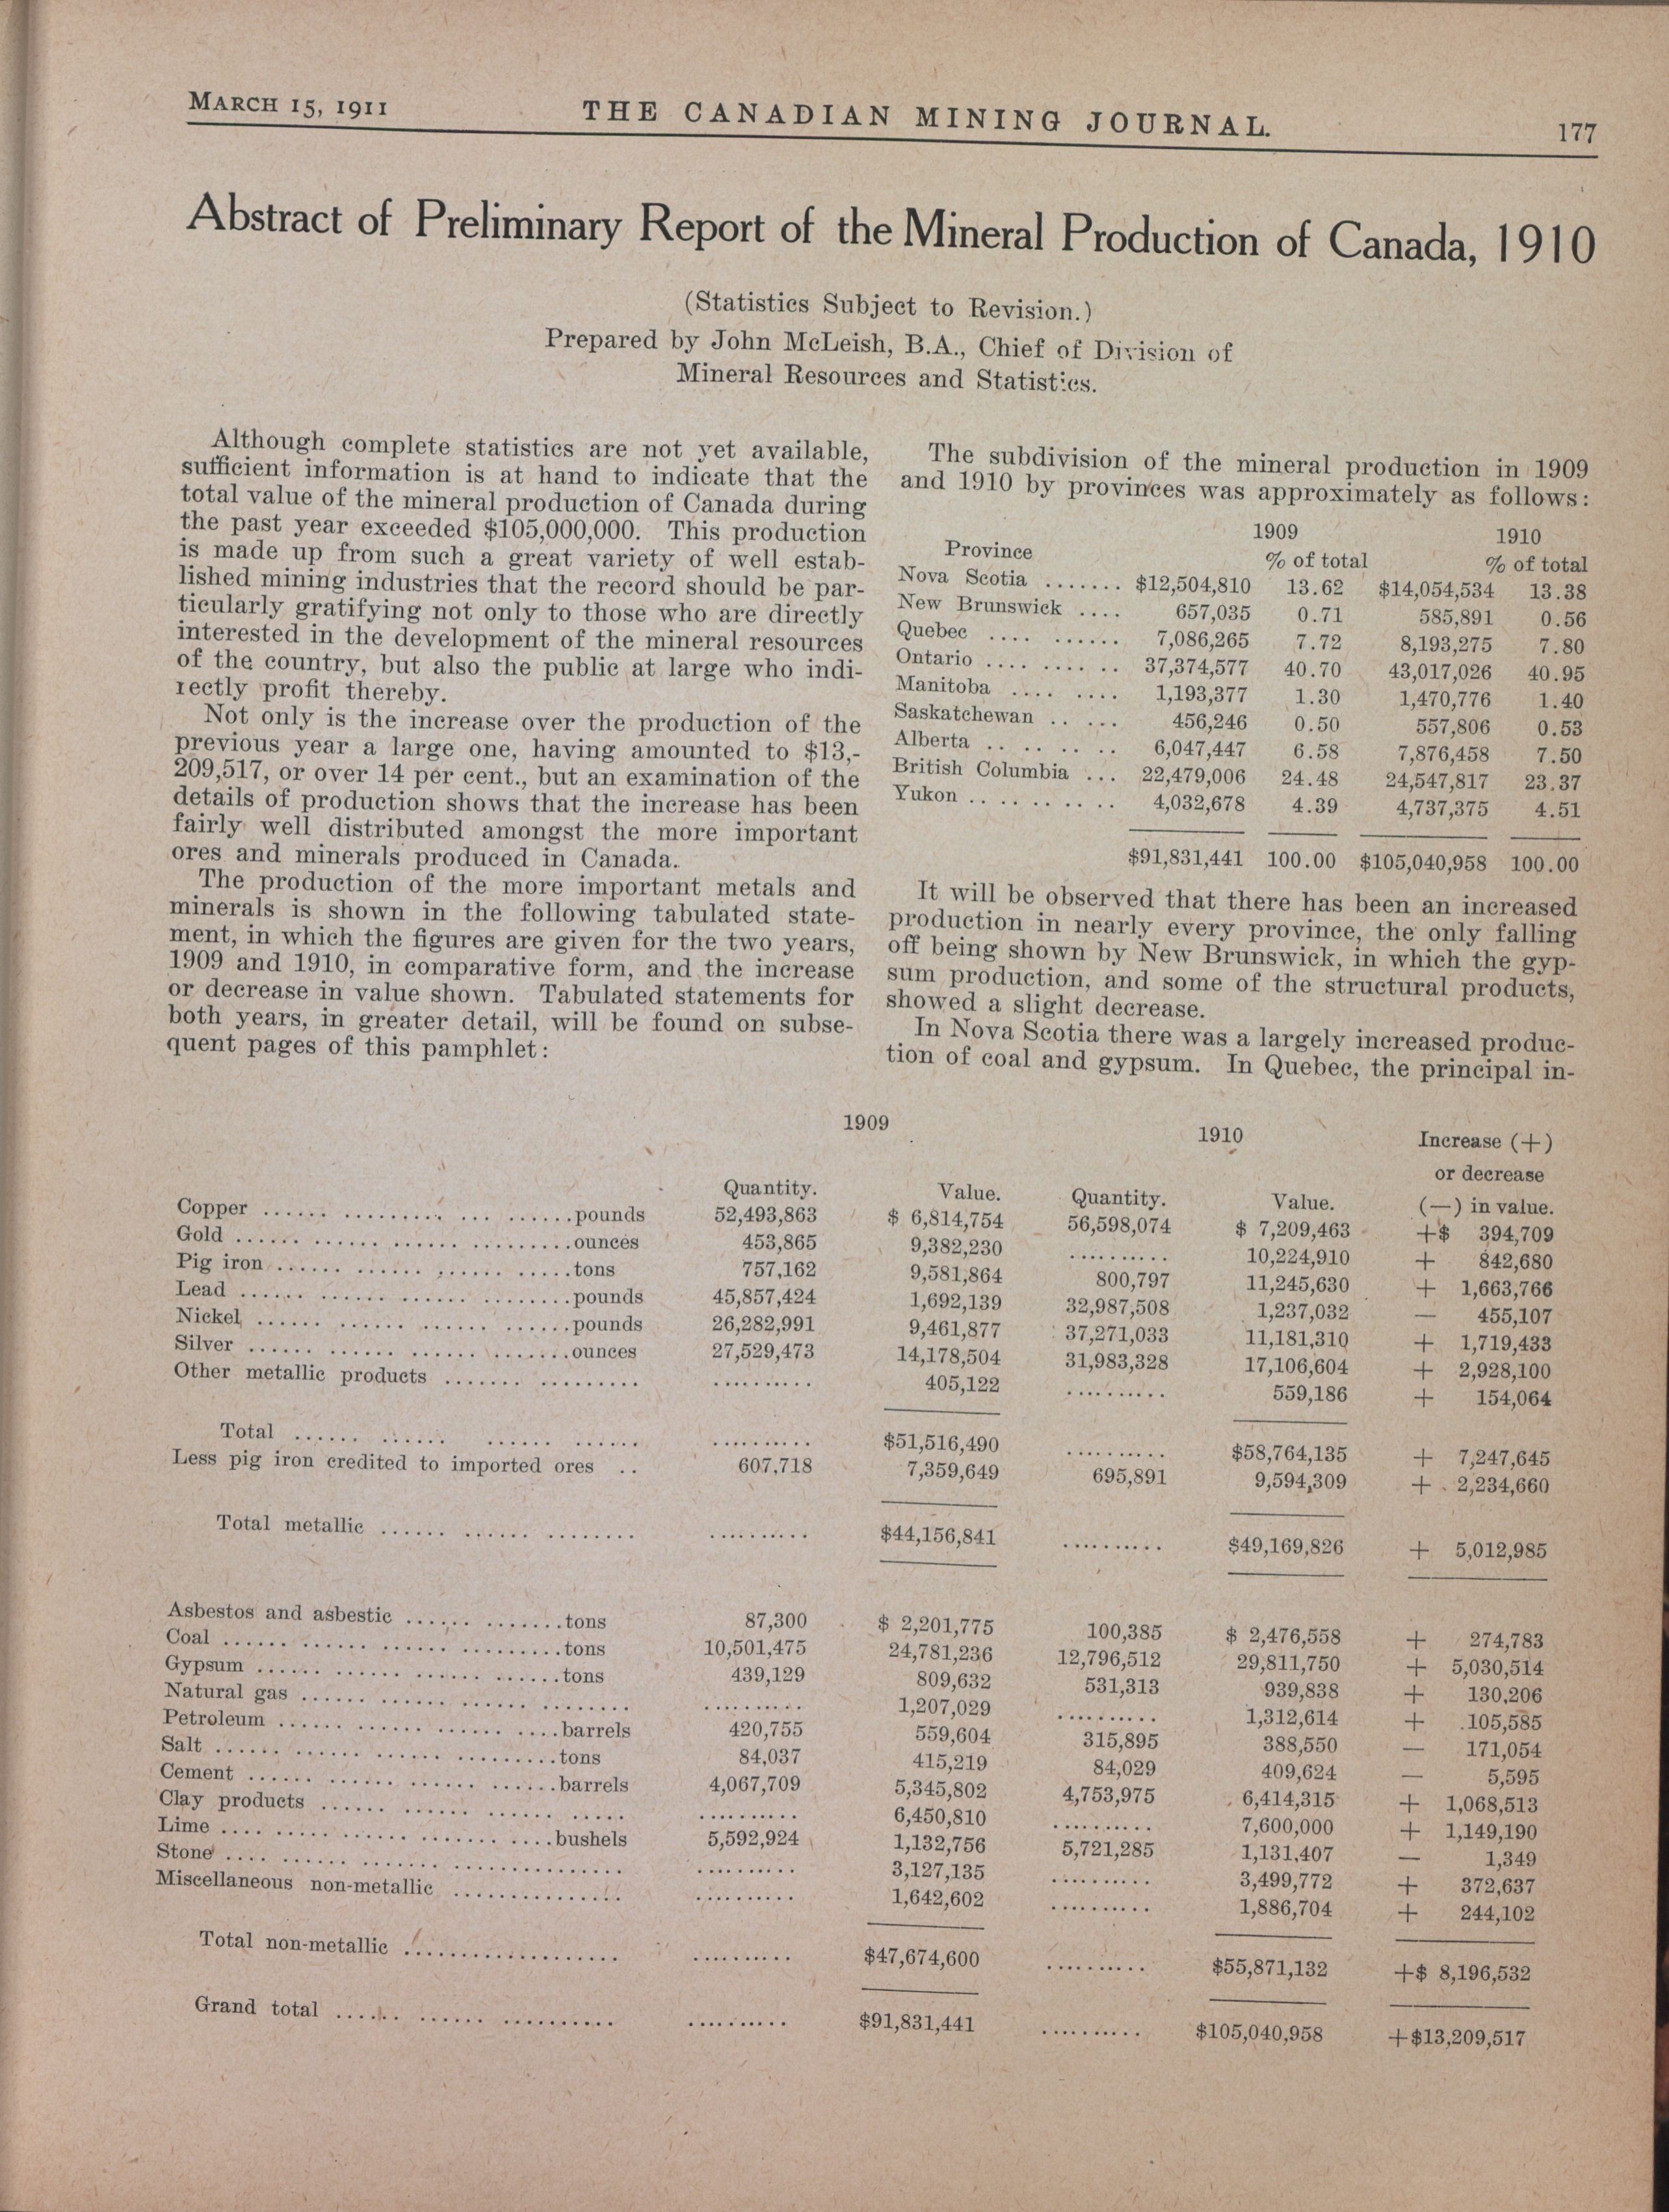 MARCH 15, 1911 THE CANADIAN MINING JOURNAL. 177
Abstract of Preliminary Report of the Mineral Production of Canada, 1910
(Statistics Subject to Revision.)
Prepared by John McLeish, B.A., Chief of Division of
Mineral Resources and Statistics.
Although complete statistics are not yet available,
sufficient information is at hand to indicate that the
total value of the mineral production of Canada during
the past year exceeded $105,000,000. This production
is made up from such a great variety of well estab-
lished mining industries that the record should be par-
ticularly gratifying not only to those who are directly
interested in the development of the mineral resources
of the country, but also the public at large who indi-
rectly profit thereby.
Not only is the increase over the production of the
previous year a large one, having amounted to $13,-
209,517, or over 14 per cent., but an examination of the
details of production shows that the increase has been
fairly well distributed amongst the more important
ores and minerals produced in Canada.
The production of the more important metals and
minerals is shown in the following tabulated state-
ment, in which the figures are given for the two years,
1909 and 1910, in comparative form, and the increase
or decrease in value shown. Tabulated statements for
both years, in greater detail, will be found on subse-
quent pages of this pamphlet:
The subdivision of the mineral production in 1909
and 1910 by provinces was approximately as follows:
1909 1910
Province % of total % of total
Nova Scotia ....... $12,504,810 13.62 $14,054,534 13.38
New Brunswick .... 657,035 0.71 585,891 0.56
Quebec .... ...... 7,086,265 7.72 8,193,275 7.80
Ontario .... .... .. 37,374,577 40.70 43,017,026 40.95
Manitoba .... .... 1,193,377 1.30 1,470,776 1.40
Saskatchewan .. ... 456,246 0.50 557,806 0.53
Alberta .. .. .. .. 6,047,447 6.58 7,876,458 7.50
British Columbia ... 22,479,006 24.48 24,547,817 23.37
Yukon .. .. .. .. .. 4,032,678 4.39 4,737,375 4.51
$91,831,441 100.00 $105,040,958 100.00
It will be observed that there has been an increased
production in nearly every province, the only falling
off being shown by New Brunswick, in which the gyp-
sum production, and some of the structural products,
showed a slight decrease.
In Nova Scotia there was a largely increased produc-
tion of coal and gypsum. In Quebec, the principal in-
1909 1910 Increase (+)
or decrease
Quantity. Value. Quantity. Value. (—) in value.
Copper ...... .......... ... ......pounds 52,493,863 $ 6,814,754 56,598,074 $ 7,209,463 +$ 394,709
Gold ...... ...... ...... .........ounces 453,865 9,382,230 .......... 10,224,910 + 842,680
Pig iron ...... ...... ...... .....tons 757,162 9,581,864 800,797 11,245,630 + 1,663,766
Lead ...... ...... ...... ........pounds 45,857,424 1,692,139 32,987,508 1,237,032 — 455,107
Nickel ...... ...... ...... ......pounds 26,282,991 9,461,877 37,271,033 11,181,310 + 1,719,433
Silver ...... ...... ...... .......ounces 27,529,473 14,178,504 31,983,328 17,106,604 + 2,928,100
Other metallic products ....... ......... .......... 405,122 .......... 559,186 + 154,064
Total ...... ...... ...... ...... .......... $51,516,490 .......... $58,764,135 + 7,247,645
Less pig iron credited to imported ores .. 607,718 7,359,649 695,891 9,594,309 + 2,234,660
Total metallic ...... ...... ........ .......... $44,156,841 .......... $49,169,826 + 5,012,985
Asbestos and asbestic ...... ........tons 87,300 $ 2,201,775 100,385 $ 2,476,558 + 274,783
Coal ...... ...... ...... .........tons 10,501,475 24,781,236 12,796,512 29,811,750 + 5,030,514
Gypsum ...... ...... ...... ......tons 439,129 809,632 531,313 939,838 + 130,206
Natural gas ...... ...... ...... ........ .......... 1,207,029 .......... 1,312,614 + 105,585
Petroleum ...... ...... ...... ....barrels 420,755 559,604 315,895 388,550 — 171,054
Salt ...... ...... ...... .........tons 84,037 415,219 84,029 409,624 — 5,595
Cement ...... ...... ...... ......barrels 4,067,709 5,345,802 4,753,975 6,414,315 + 1,068,513
Clay products ...... ...... ...... ..... .......... 6,450,810 .......... 7,600,000 + 1,149,190
Lime .... ..... ...... ....... ....bushels 5,592,924 1,132,756 5,721,285 1,131,407 — 1,349
Stone .... ...... ...... ................ .......... 3,127,135 .......... 3,499,772 + 372,637
Miscellaneous non-metallic ................ .......... 1,642,602 .......... 1,886,704 + 244,102
Total non-metallic .................... .......... $47,674,600 .......... $55,871,132 +$ 8,196,532
Grand total ...... ...... .......... .......... $91,831,441 .......... $105,040,958 +$13,209,517